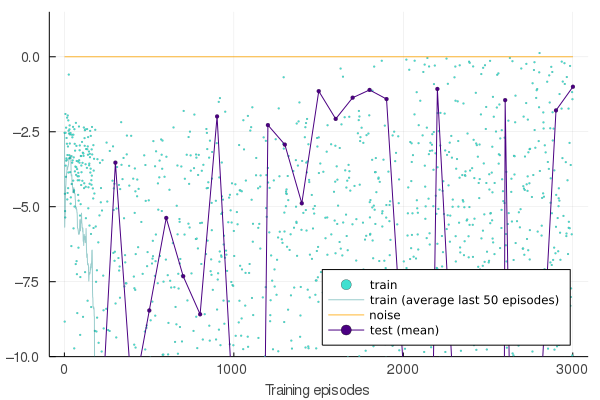 0.0
−2.5
−5.0
−7.5
−10.0
train
train (average last 50 episodes)
noise
test (mean)
0 1000 2000 3000
Training episodes